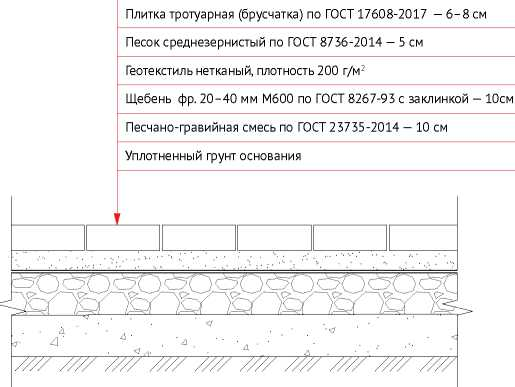 Плитка тротуарная (брусчатка) по ГОСТ 17608-2017 — 6–8 см
Песок среднезернистый по ГОСТ 8736-2014 — 5 см
Геотекстиль нетканый, плотность 200 г/м²
Щебень фр. 20–40 мм М600 по ГОСТ 8267-93 с заклинкой — 10см
Песчано-гравийная смесь по ГОСТ 23735-2014 — 10 см
Уплотненный грунт основания